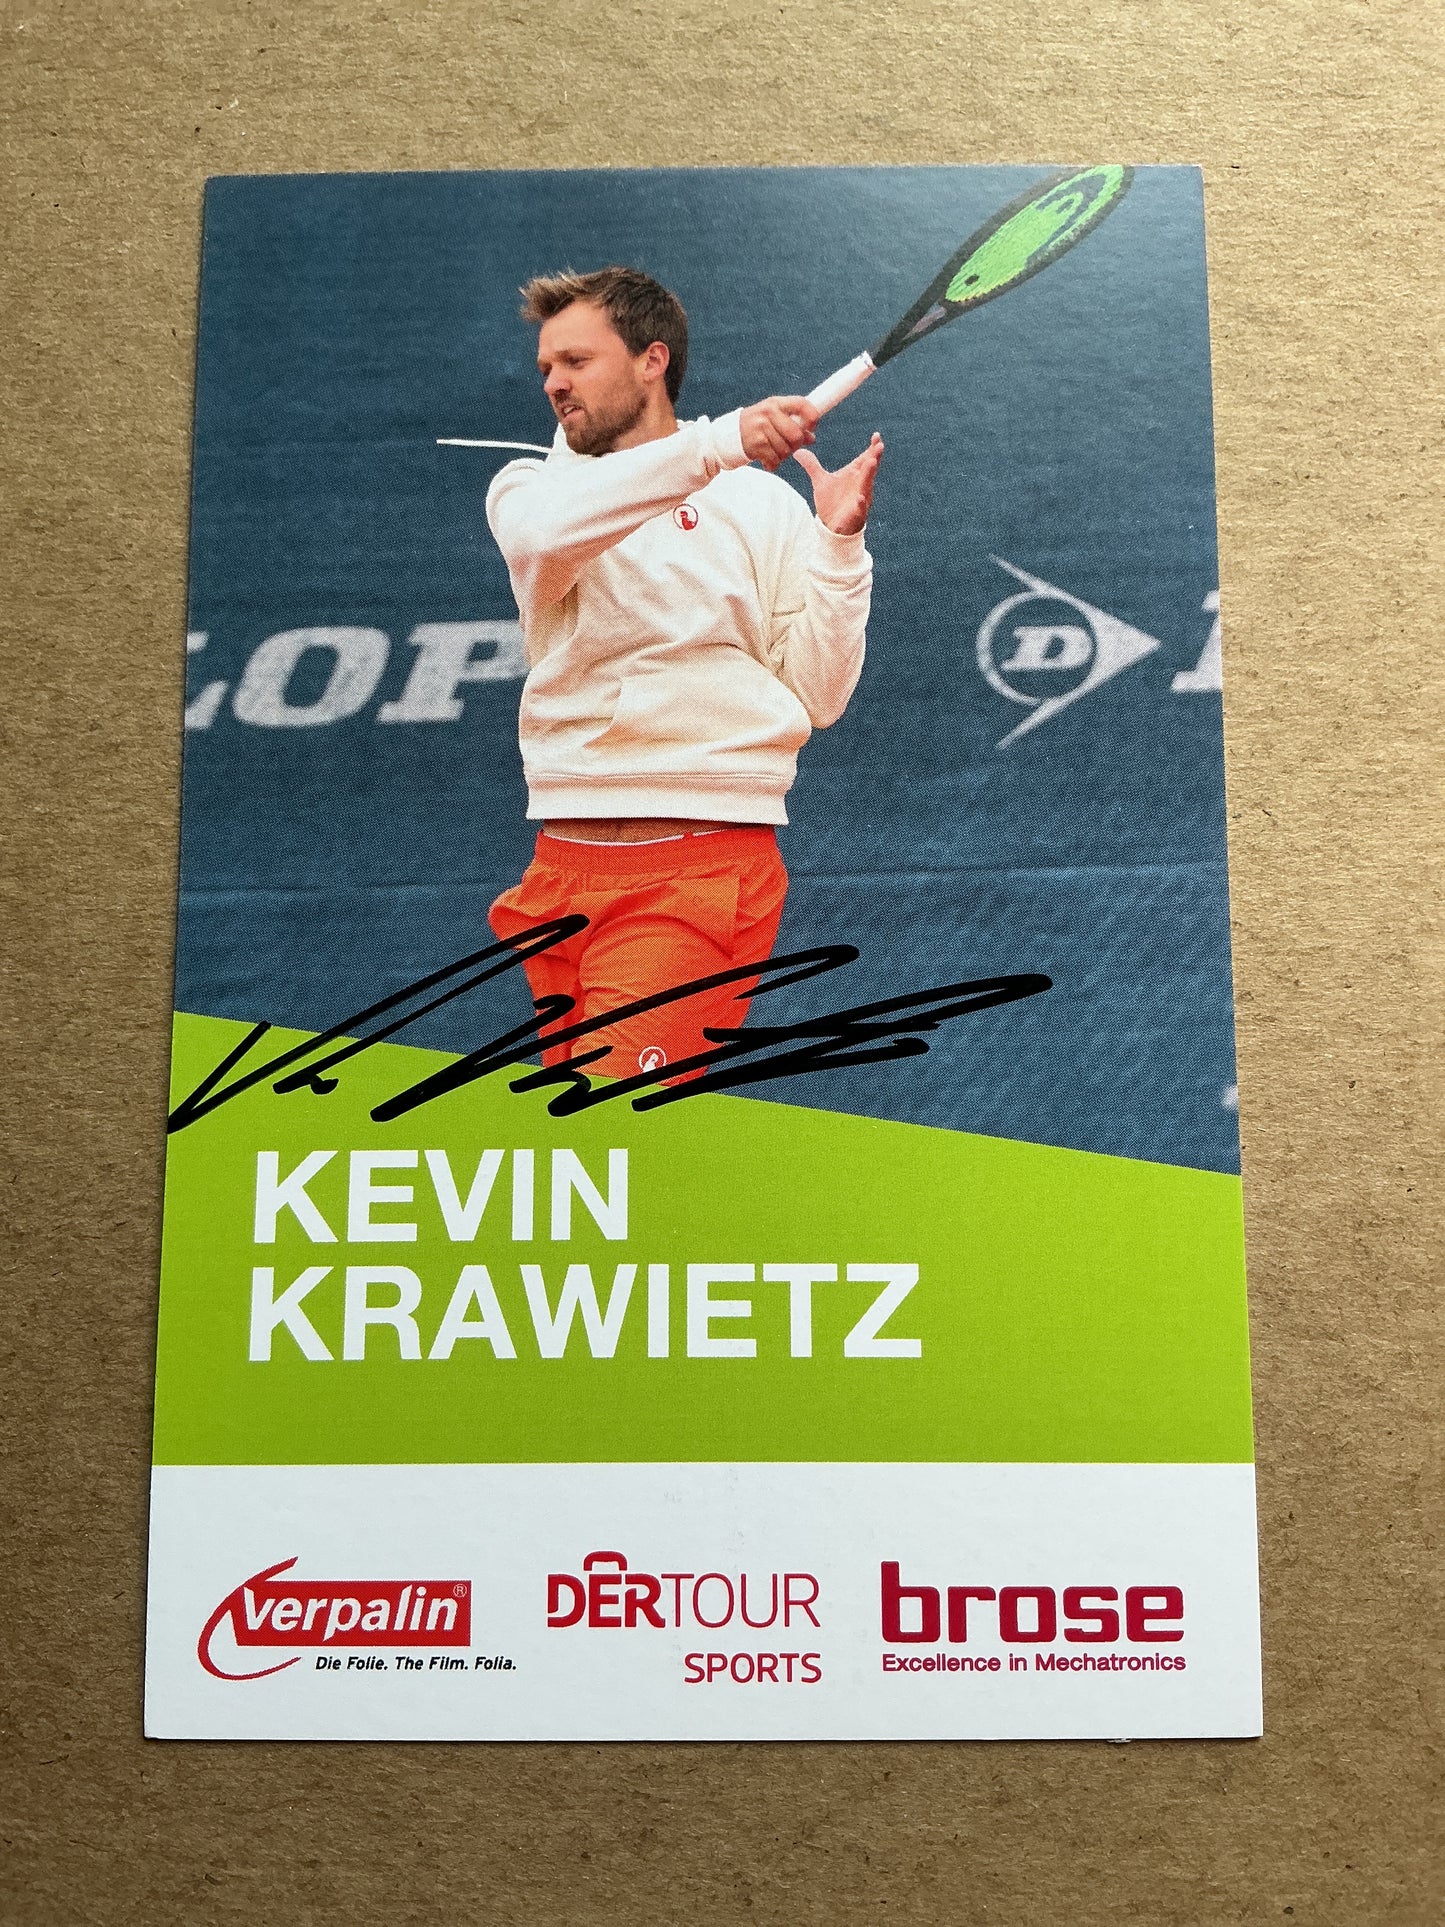 LOP
D
KEVIN
KRAWIETZ
verpalin®
Die Folie. The Film. Folia.
DERTOUR
SPORTS
brose
Excellence in Mechatronics